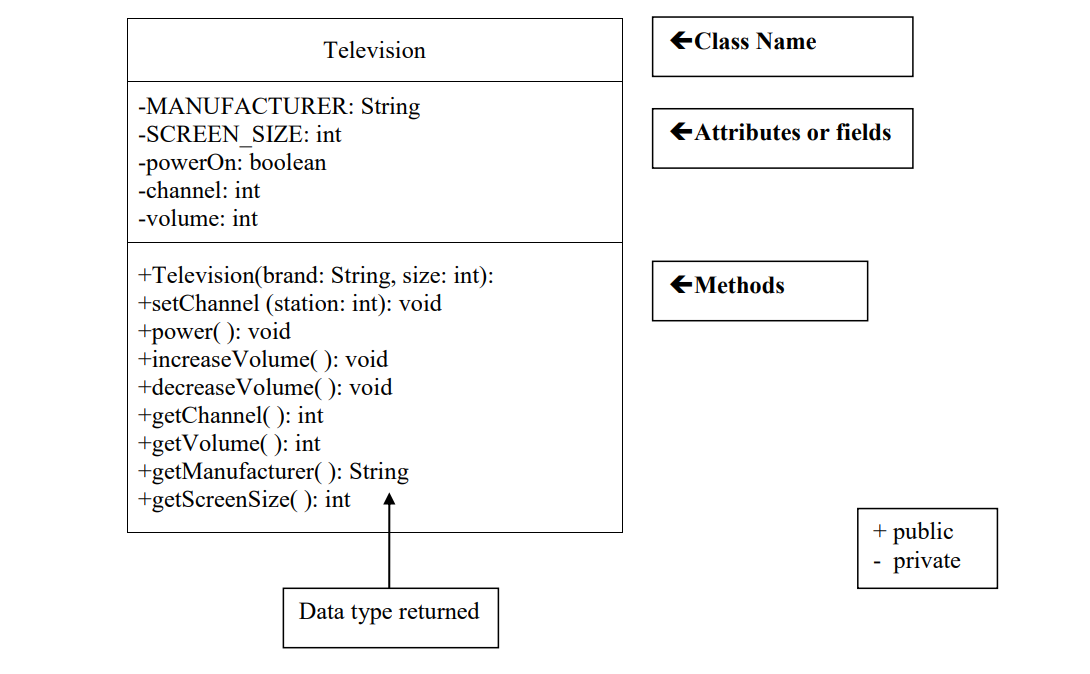 Television
←Class Name
-MANUFACTURER: String
-SCREEN_SIZE: int
-powerOn: boolean
-channel: int
-volume: int
←Attributes or fields
+Television(brand: String, size: int):
+setChannel (station: int): void
+power( ): void
+increaseVolume( ): void
+decreaseVolume( ): void
+getChannel( ): int
+getVolume( ): int
+getManufacturer( ): String
+getScreenSize( ): int
←Methods
+ public
- private
Data type returned